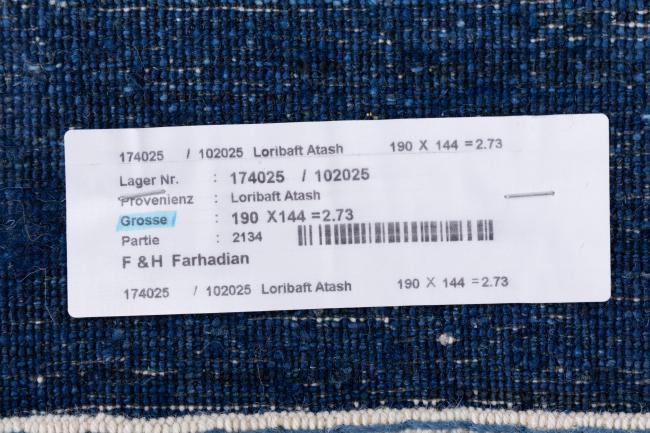 174025 / 102025 Loribaft Atash 190 X 144 =2.73
Lager Nr. : 174025 / 102025
Provenienz : Loribaft Atash
Grosse : 190 X144 =2.73
Partie : 2134
F &H Farhadian
174025 / 102025 Loribaft Atash 190 X 144 =2.73